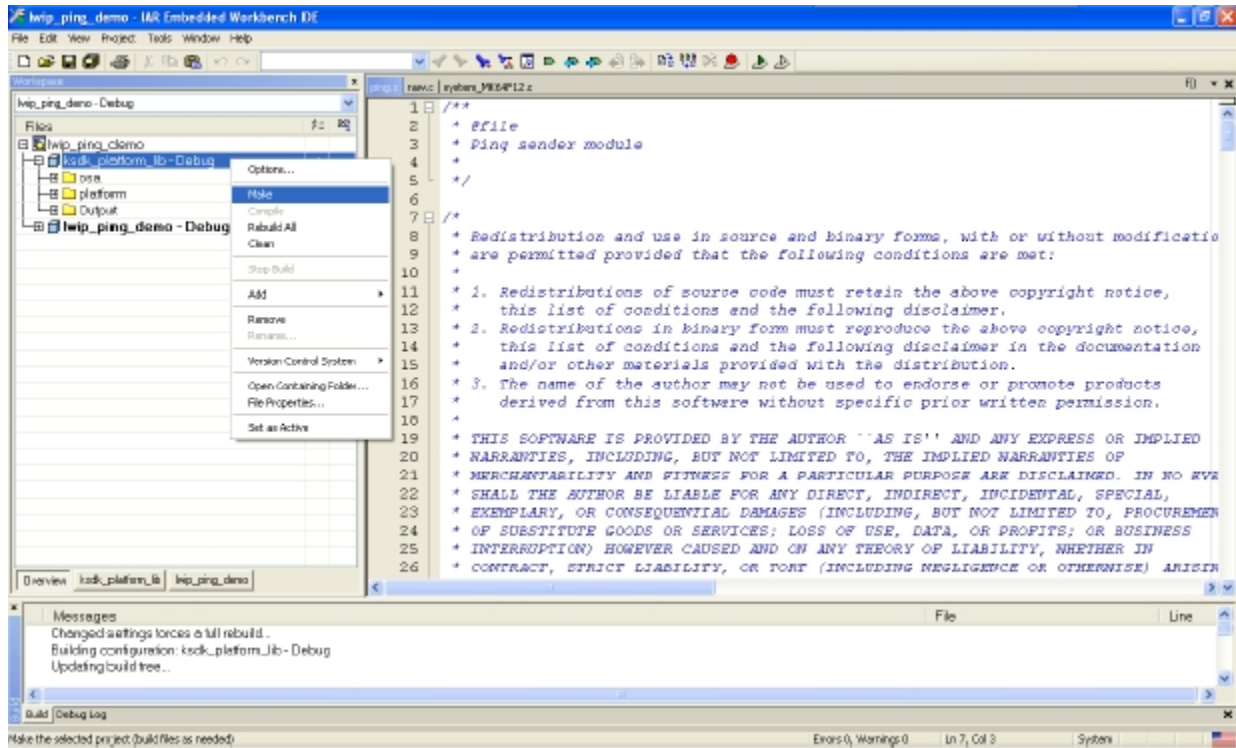 lwip_ping_demo - IAR Embedded Workbench IDE
File Edit View Project Tools Window Help
Workspace
lwip_ping_demo - Debug
Files
lwip_ping_demo
ksdk_platform_lib - Debug
osa
platform
Output
lwip_ping_demo - Debug
Overview ksdk_platform_lib lwip_ping_demo
Options...
Make
Compile
Rebuild All
Clean
Stop Build
Add
Remove
Rename...
Version Control System
Open Containing Folder...
File Properties...
Set as Active
ping.c rawv.c system_MK64F12.c
f()
1 /**
2 * @file
3 * Ping sender module
4 *
5 */
6
7 /*
8 * Redistribution and use in source and binary forms, with or without modificatio
9 * are permitted provided that the following conditions are met:
10 *
11 * 1. Redistributions of source code must retain the above copyright notice,
12 * this list of conditions and the following disclaimer.
13 * 2. Redistributions in binary form must reproduce the above copyright notice,
14 * this list of conditions and the following disclaimer in the documentation
15 * and/or other materials provided with the distribution.
16 * 3. The name of the author may not be used to endorse or promote products
17 * derived from this software without specific prior written permission.
18 *
19 * THIS SOFTWARE IS PROVIDED BY THE AUTHOR ``AS IS'' AND ANY EXPRESS OR IMPLIED
20 * WARRANTIES, INCLUDING, BUT NOT LIMITED TO, THE IMPLIED WARRANTIES OF
21 * MERCHANTABILITY AND FITNESS FOR A PARTICULAR PURPOSE ARE DISCLAIMED. IN NO EVE
22 * SHALL THE AUTHOR BE LIABLE FOR ANY DIRECT, INDIRECT, INCIDENTAL, SPECIAL,
23 * EXEMPLARY, OR CONSEQUENTIAL DAMAGES (INCLUDING, BUT NOT LIMITED TO, PROCUREMEN
24 * OF SUBSTITUTE GOODS OR SERVICES; LOSS OF USE, DATA, OR PROFITS; OR BUSINESS
25 * INTERRUPTION) HOWEVER CAUSED AND ON ANY THEORY OF LIABILITY, WHETHER IN
26 * CONTRACT, STRICT LIABILITY, OR TORT (INCLUDING NEGLIGENCE OR OTHERWISE) ARISIN
Messages File Line
Changed settings forces a full rebuild...
Building configuration: ksdk_platform_lib - Debug
Updating build tree...
Build Debug Log
Make the selected project (build files as needed)
Errors 0, Warnings 0
Ln 7, Col 3
System